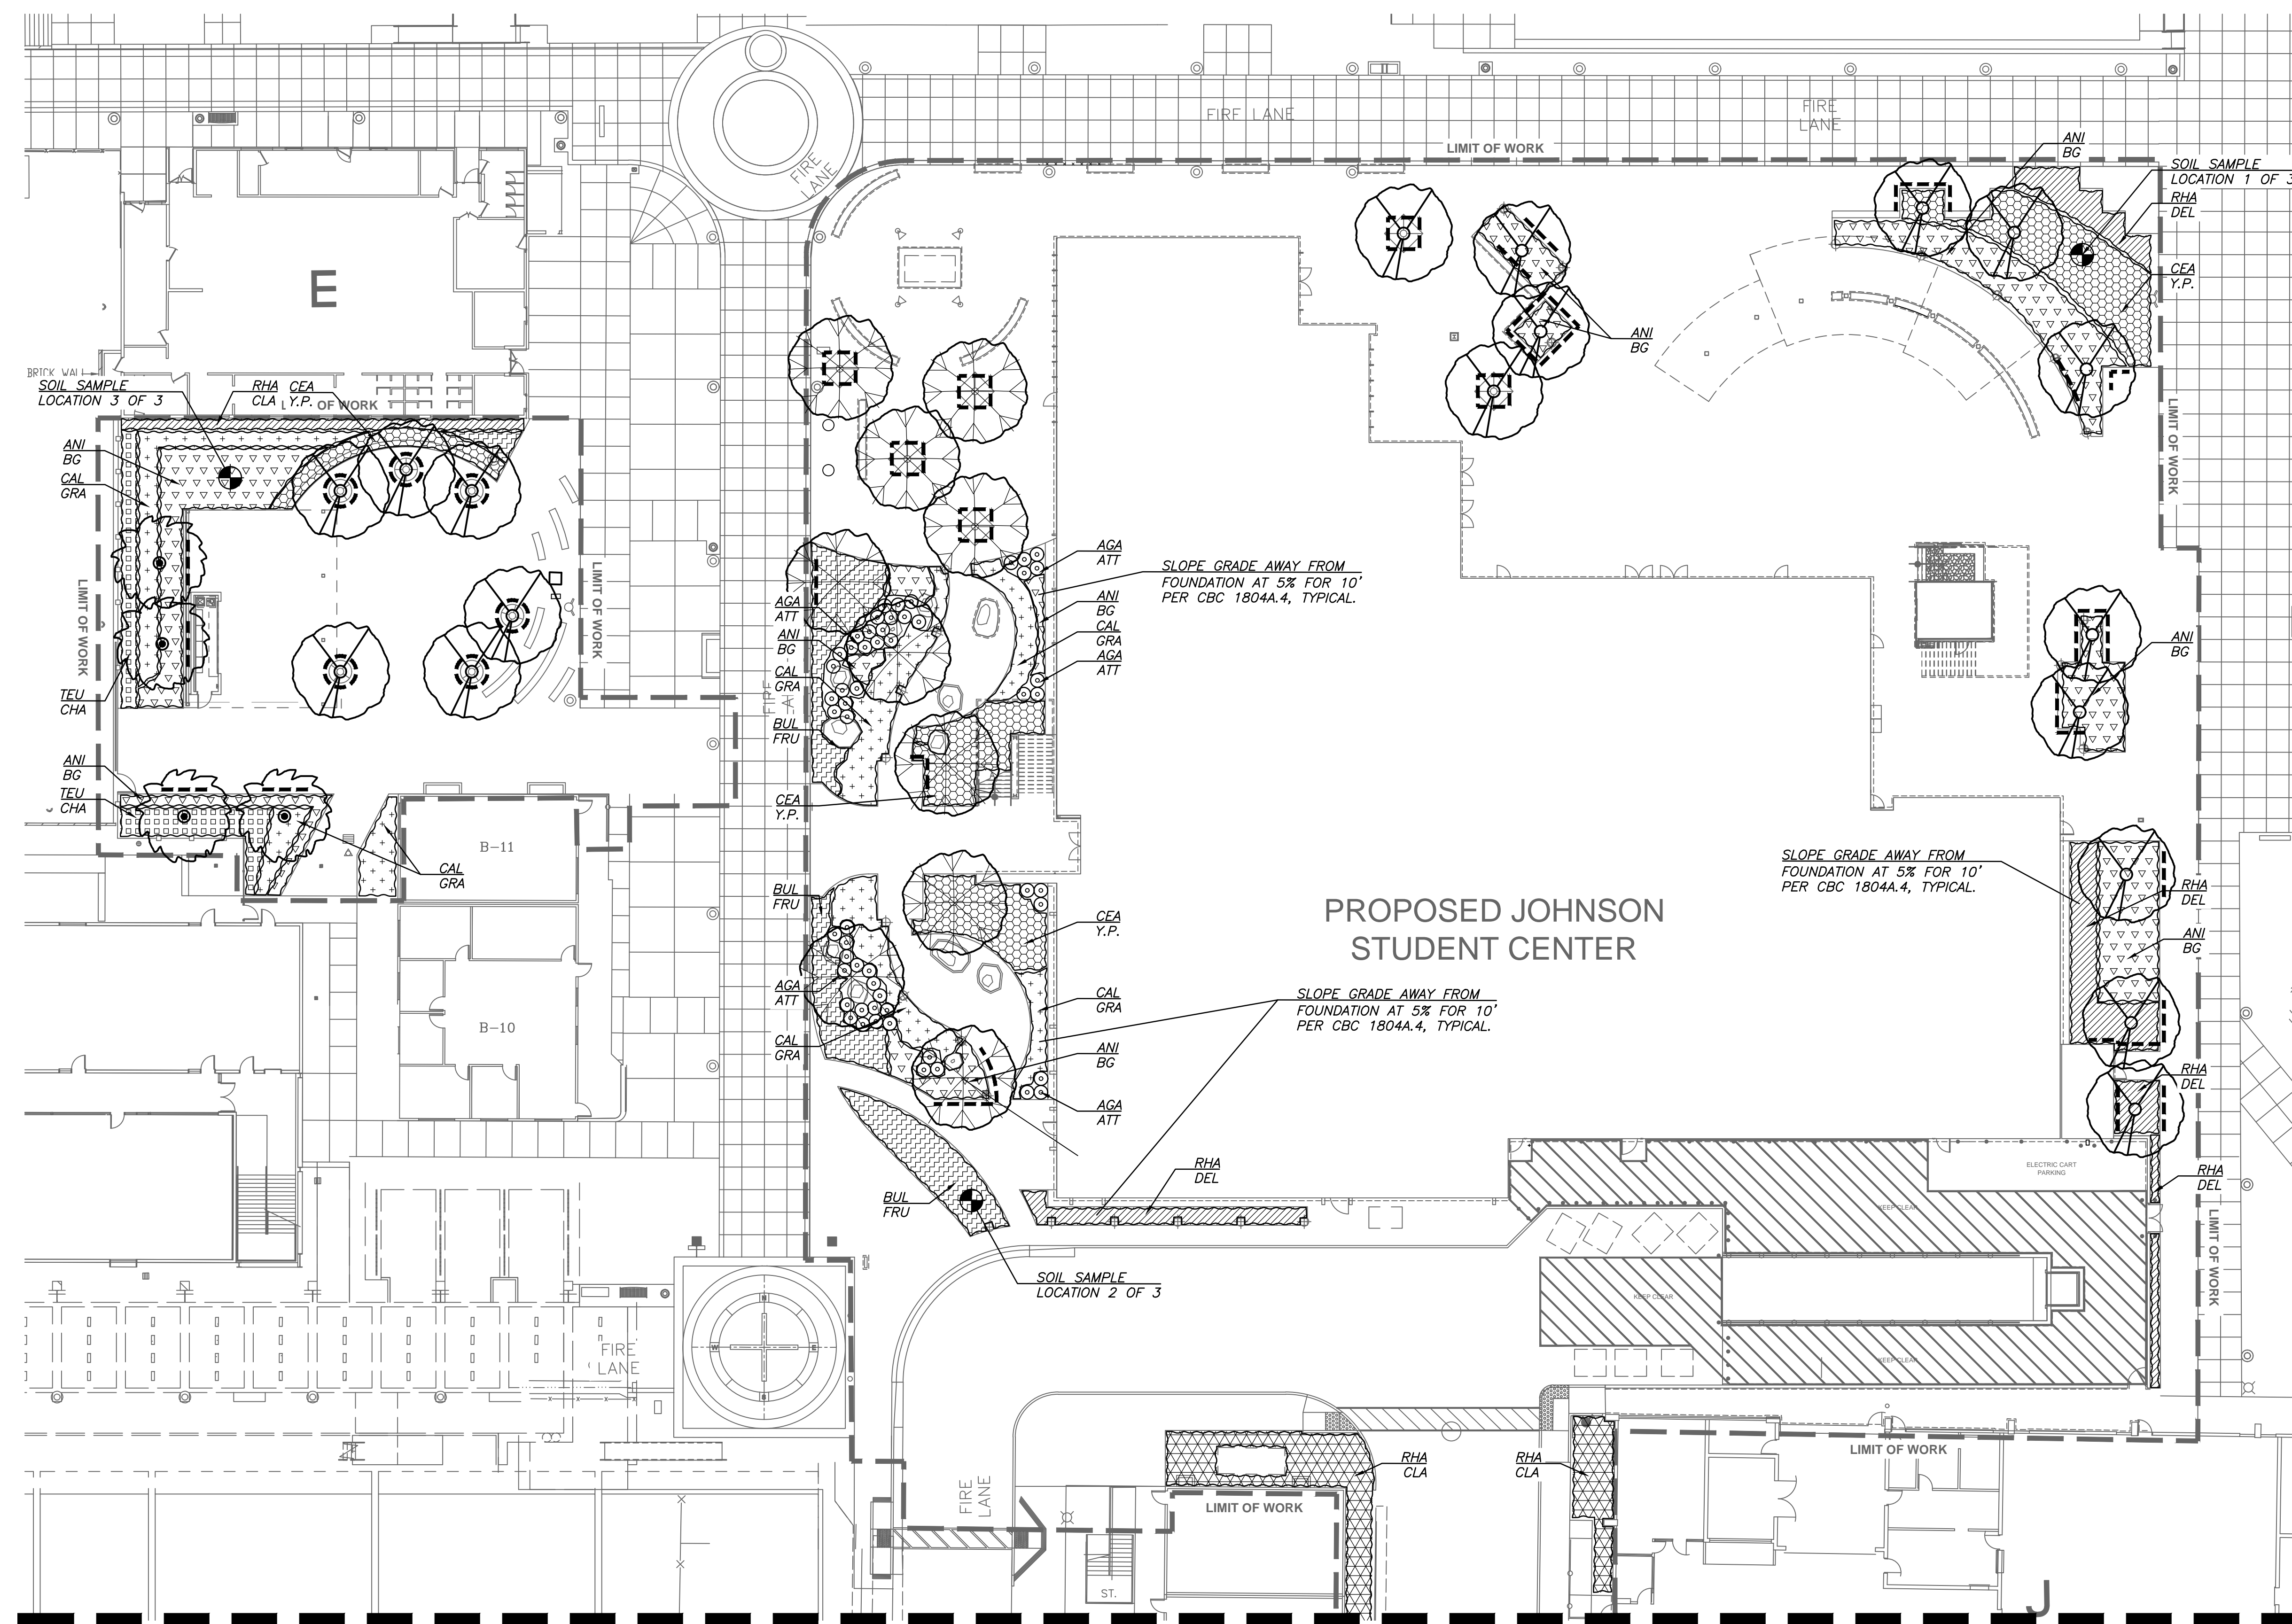 FIRE LANE
FIRE
LANE
LIMIT OF WORK
ANI
BG
SOIL SAMPLE
LOCATION 1 OF 3
RHA
DEL
FIRE
LANE
E
CEA
Y.P.
ANI
BG
BRICK WALL
SOIL SAMPLE
LOCATION 3 OF 3
RHA
CLA
CEA
Y.P.
OF WORK
LIMIT OF WORK
ANI
BG
CAL
GRA
LIMIT OF WORK
LIMIT OF WORK
TEU
CHA
AGA
ATT
SLOPE GRADE AWAY FROM
FOUNDATION AT 5% FOR 10'
PER CBC 1804A.4, TYPICAL.
AGA
ATT
ANI
BG
ANI
BG
CAL
GRA
AGA
ATT
CAL
GRA
FIRE
BUL
FRU
ANI
BG
ANI
BG
TEU
CHA
CEA
Y.P.
B-11
CAL
GRA
BUL
FRU
SLOPE GRADE AWAY FROM
FOUNDATION AT 5% FOR 10'
PER CBC 1804A.4, TYPICAL.
RHA
DEL
PROPOSED JOHNSON
STUDENT CENTER
CEA
Y.P.
ANI
BG
AGA
ATT
CAL
GRA
SLOPE GRADE AWAY FROM
FOUNDATION AT 5% FOR 10'
PER CBC 1804A.4, TYPICAL.
B-10
CAL
GRA
ANI
BG
RHA
DEL
AGA
ATT
RHA
DEL
ELECTRIC CART
PARKING
RHA
DEL
BUL
FRU
KEEP CLEAR
LIMIT OF WORK
SOIL SAMPLE
LOCATION 2 OF 3
KEEP CLEAR
N
W
E
S
FIRE
LANE
KEEP CLEAR
RHA
CLA
RHA
CLA
LIMIT OF WORK
FIRE
LANE
LIMIT OF WORK
ST.
J